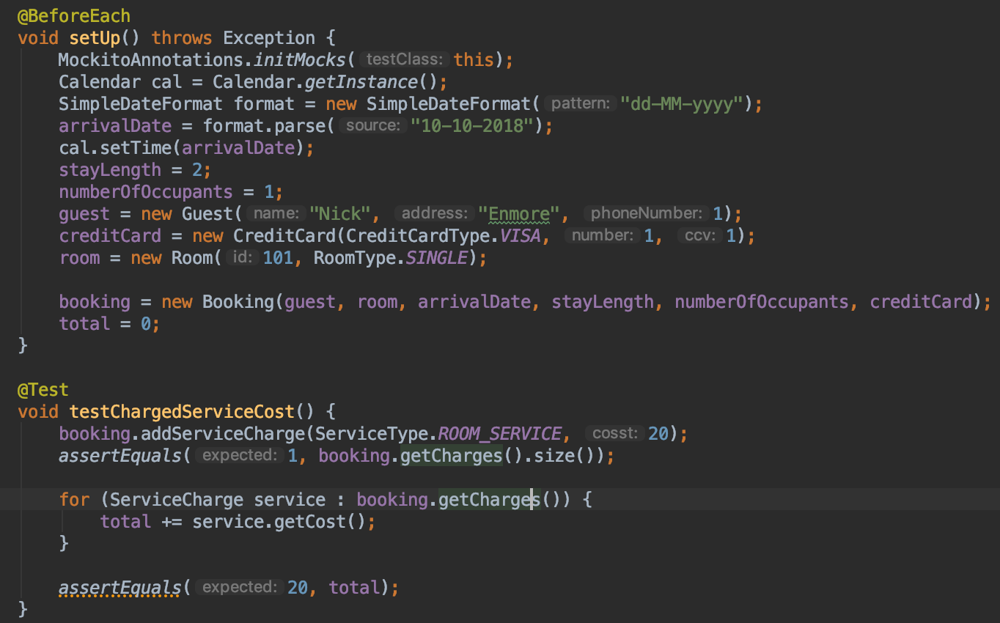 @BeforeEach
void setUp() throws Exception {
MockitoAnnotations.initMocks( testClass: this);
Calendar cal = Calendar.getInstance();
SimpleDateFormat format = new SimpleDateFormat( pattern: "dd-MM-yyyy");
arrivalDate = format.parse( source: "10-10-2018");
cal.setTime(arrivalDate);
stayLength = 2;
numberOfOccupants = 1;
guest = new Guest( name: "Nick", address: "Enmore", phoneNumber: 1);
creditCard = new CreditCard(CreditCardType.VISA, number: 1, ccv: 1);
room = new Room( id: 101, RoomType.SINGLE);
booking = new Booking(guest, room, arrivalDate, stayLength, numberOfOccupants, creditCard);
total = 0;
}
@Test
void testChargedServiceCost() {
booking.addServiceCharge(ServiceType.ROOM_SERVICE, cosst: 20);
assertEquals( expected: 1, booking.getCharges().size());
for (ServiceCharge service : booking.getCharges()) {
total += service.getCost();
}
assertEquals( expected: 20, total);
}